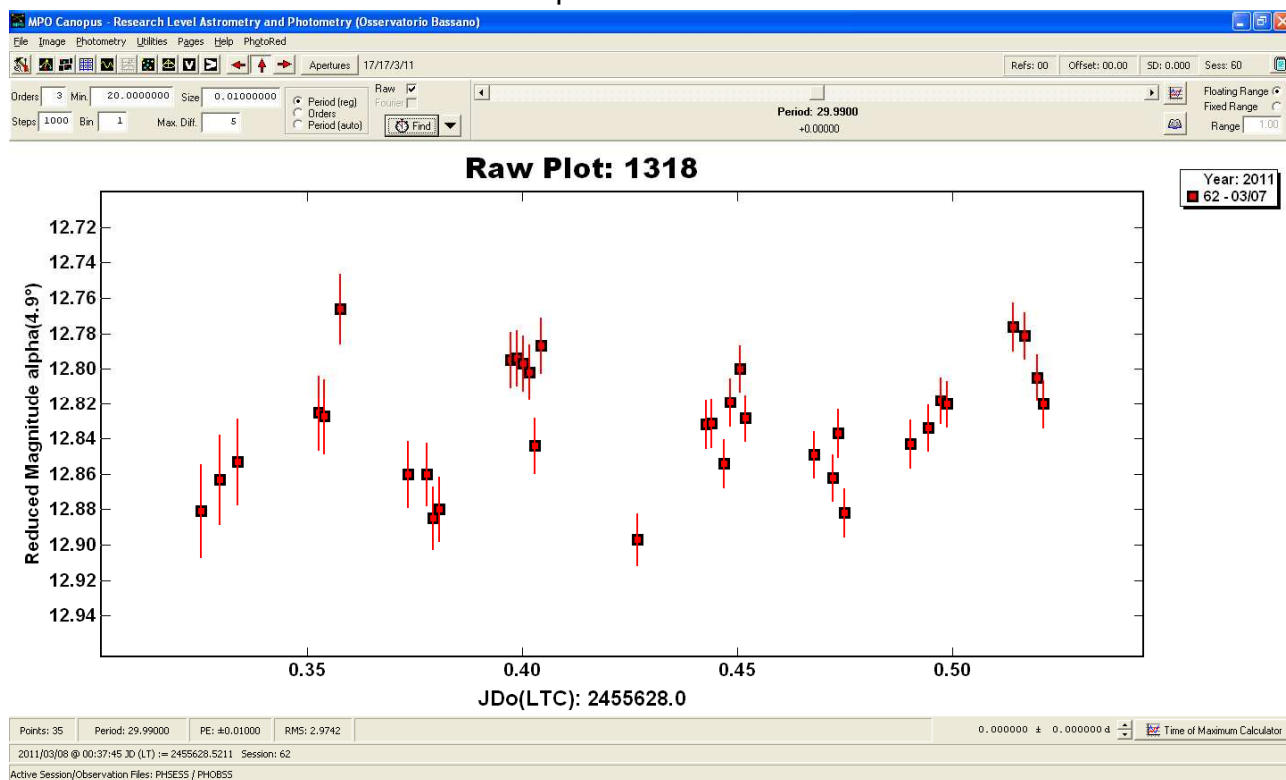 MPO Canopus - Research Level Astrometry and Photometry (Osservatorio Bassano)
File Image Photometry Utilities Pages Help PhotoRed
Apertures 17/17/3/11 Refs: 00 Offset: 00.00 SD: 0.000 Sess: 60
Orders 3 Min. 20.0000000 Size 0.01000000
Steps 1000 Bin 1 Max. Diff. 5
Period (reg)
Orders
Period (auto)
Raw
Fourier
Find
Period: 29.9900
+0.00000
Floating Range
Fixed Range
Range 1.00
Raw Plot: 1318
Year: 2011
62 - 03/07
Reduced Magnitude alpha(4.9°)
12.72
12.74
12.76
12.78
12.80
12.82
12.84
12.86
12.88
12.90
12.92
12.94
0.35 0.40 0.45 0.50
JDo(LTC): 2455628.0
Points: 35 Period: 29.99000 PE: ±0.01000 RMS: 2.9742 0.000000 ± 0.000000 d Time of Maximum Calculator
2011/03/08 @ 00:37:45 JD (LT) := 2455628.5211 Session: 62
Active Session/Observation Files: PHSESS / PHOBSS